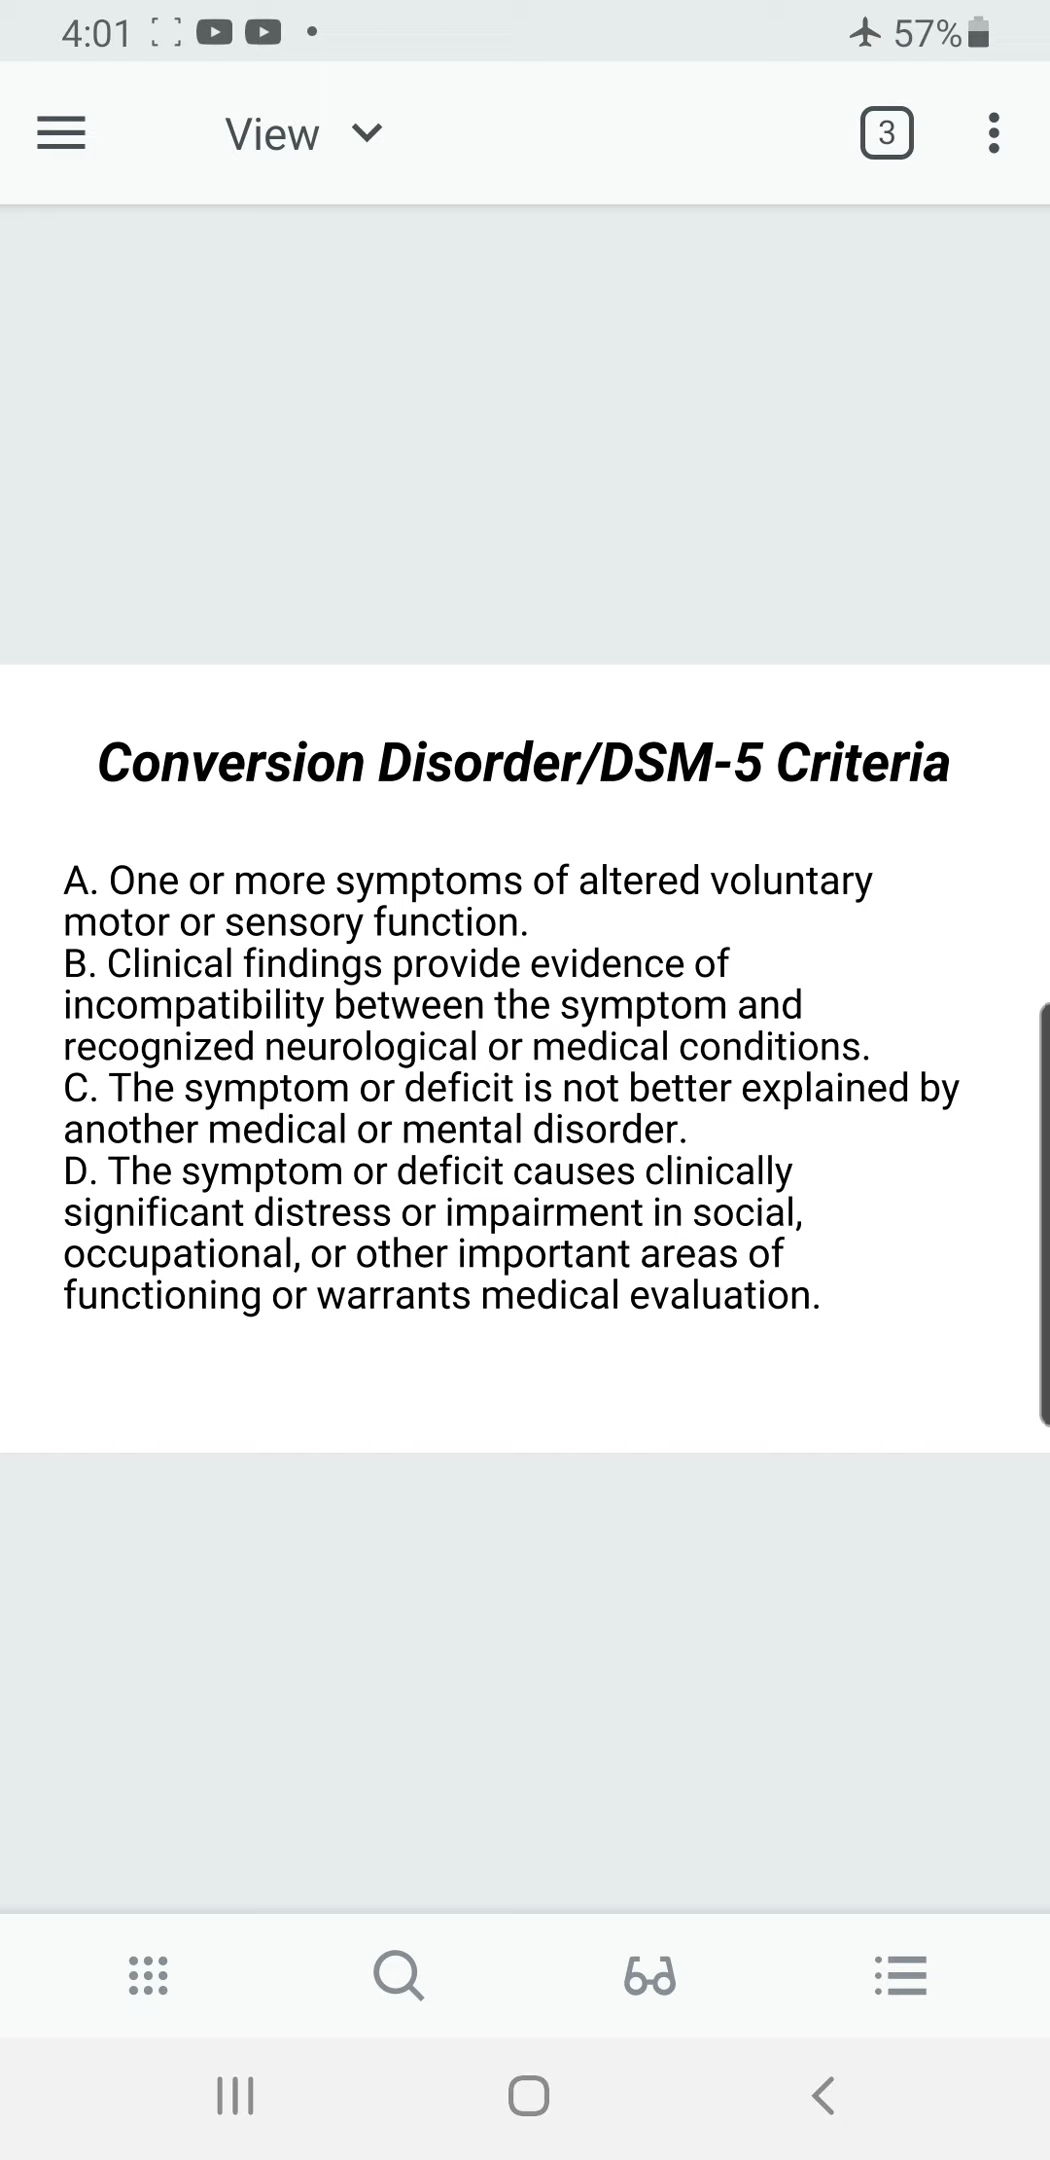 4:01
57%
View
3
Conversion Disorder/DSM-5 Criteria
A. One or more symptoms of altered voluntary
motor or sensory function.
B. Clinical findings provide evidence of
incompatibility between the symptom and
recognized neurological or medical conditions.
C. The symptom or deficit is not better explained by
another medical or mental disorder.
D. The symptom or deficit causes clinically
significant distress or impairment in social,
occupational, or other important areas of
functioning or warrants medical evaluation.